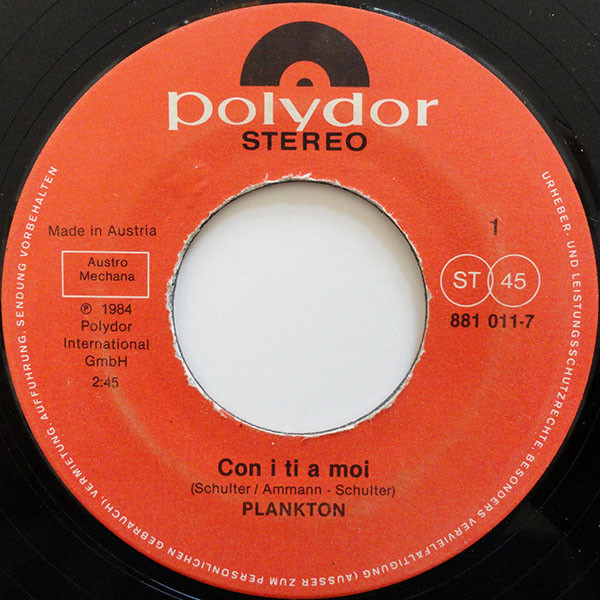 polydor
STEREO
Made in Austria
1
Austro
Mechana
ST 45
℗ 1984
Polydor
International
GmbH
881 011-7
2:45
Con i ti a moi
(Schulter / Ammann - Schulter)
PLANKTON
URHEBER- UND LEISTUNGSSCHUTZRECHTE, BESONDERS VERVIELFÄLTIGUNG (AUSSER ZUM PERSÖNLICHEN GEBRAUCH), VERMIETUNG, AUFFÜHRUNG, SENDUNG VORBEHALTEN